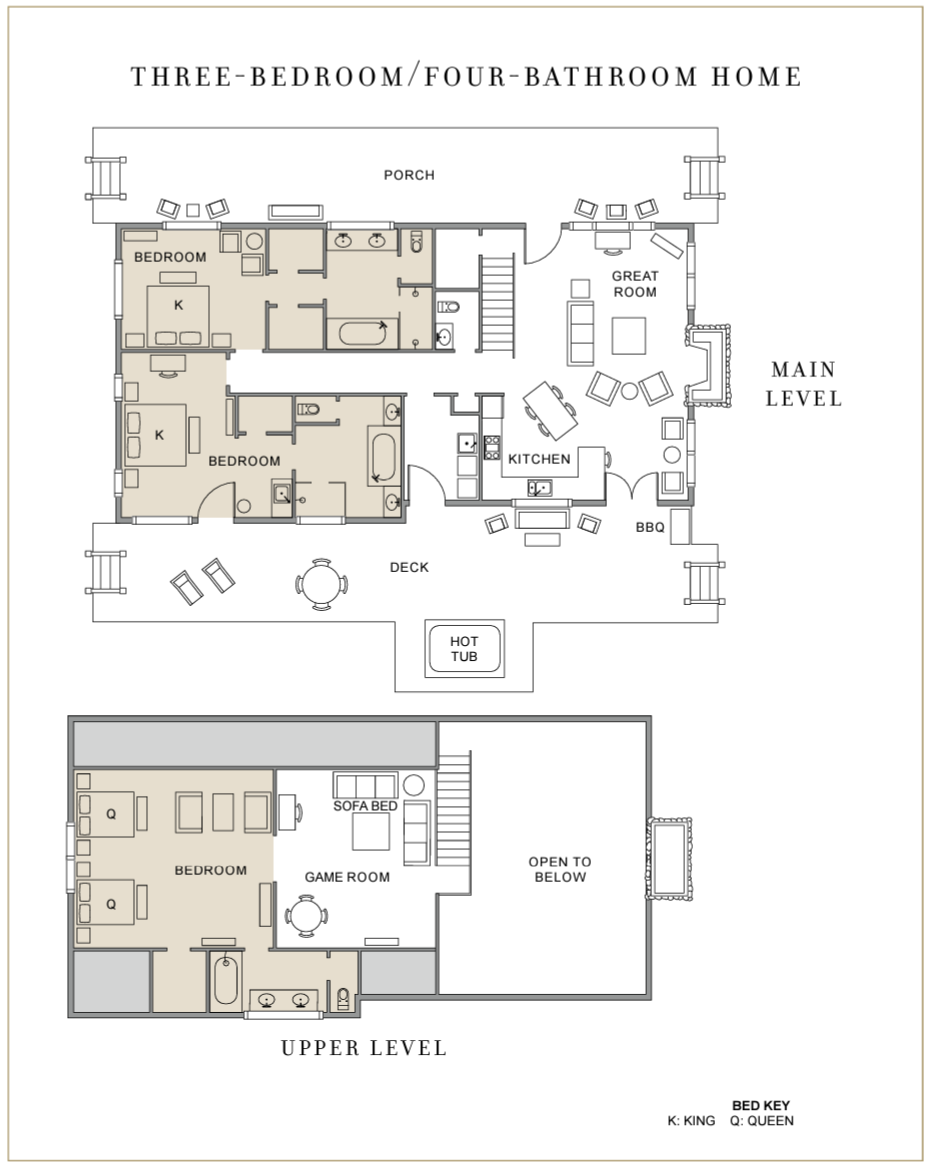 THREE-BEDROOM/FOUR-BATHROOM HOME
PORCH
BEDROOM
K
GREAT
ROOM
MAIN
LEVEL
K
BEDROOM
KITCHEN
BBQ
DECK
HOT
TUB
Q
SOFA BED
BEDROOM
GAME ROOM
OPEN TO
BELOW
Q
UPPER LEVEL
BED KEY
K: KING Q: QUEEN